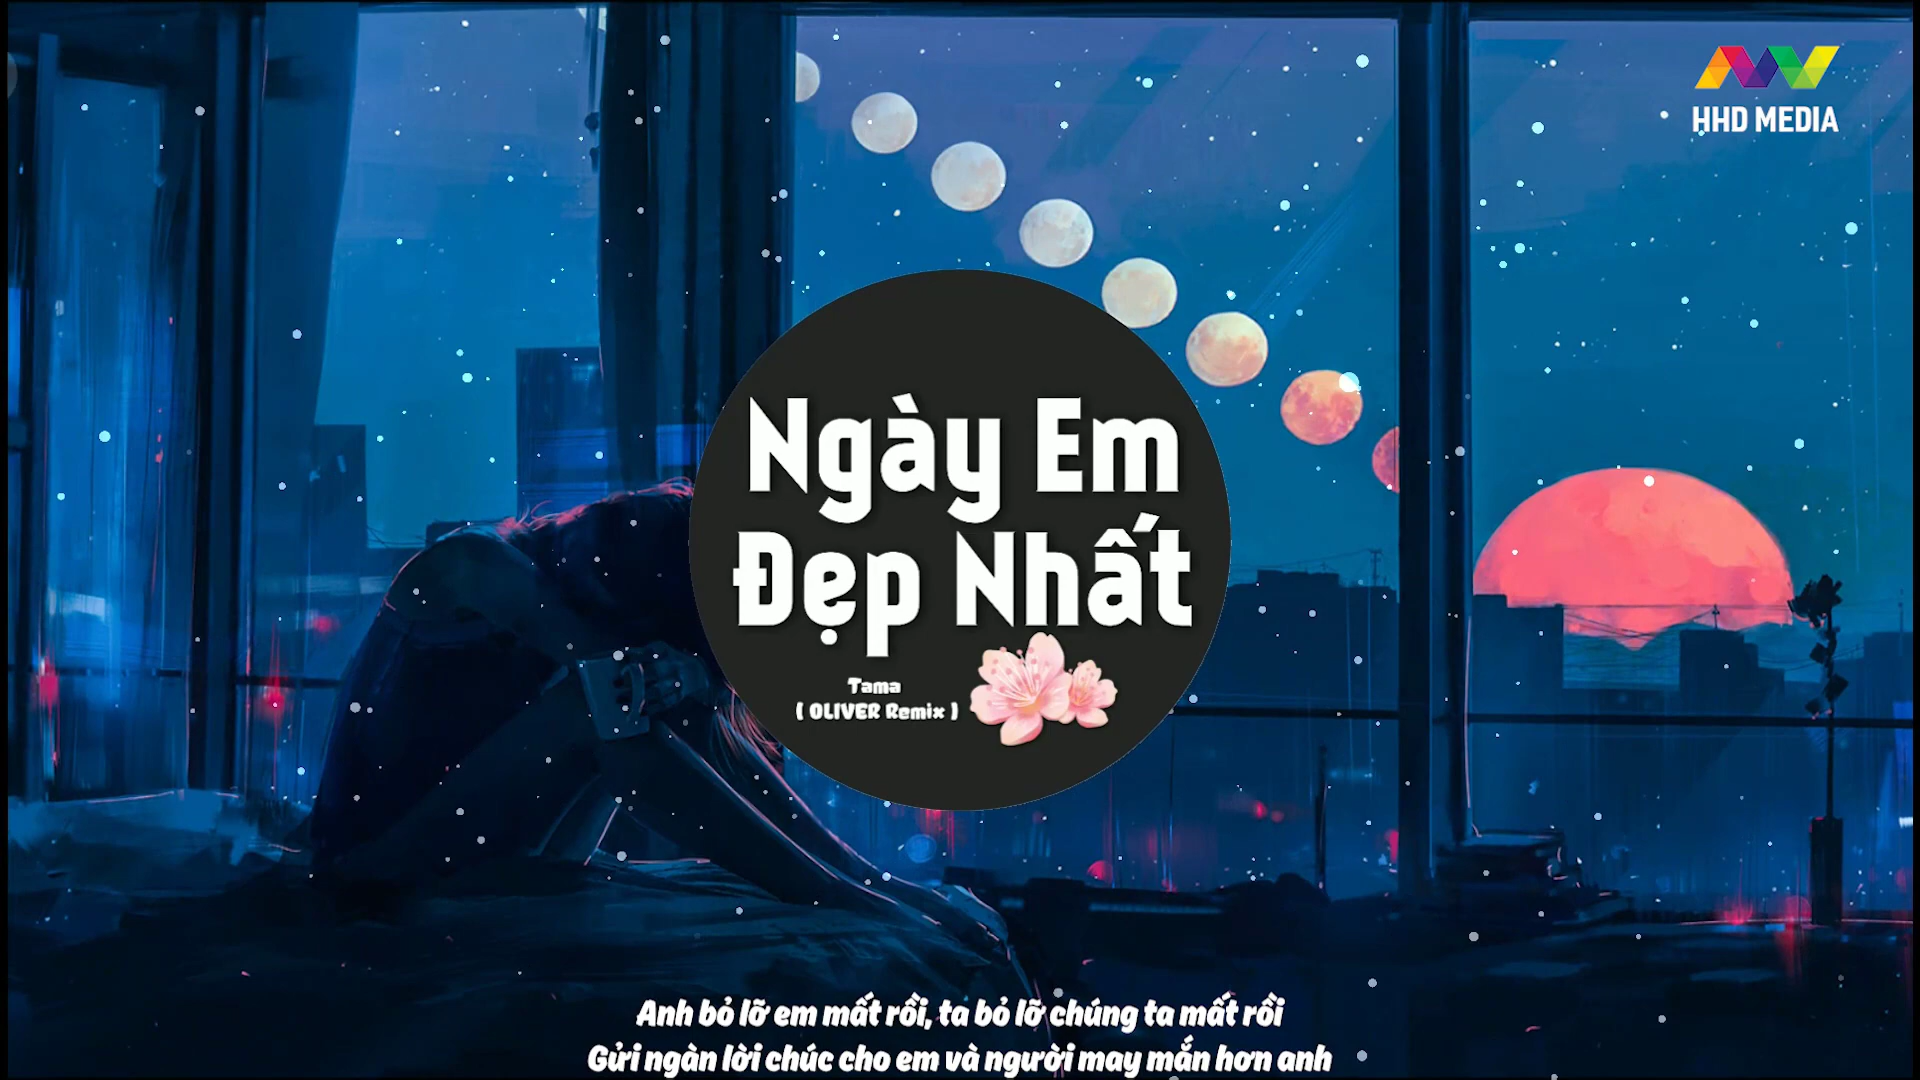 HHD MEDIA
Ngày Em
Đẹp Nhất
Tama
( OLIVER Remix )
Anh bỏ lỡ em mất rồi, ta bỏ lỡ chúng ta mất rồi
Gửi ngàn lời chúc cho em và người may mắn hơn anh